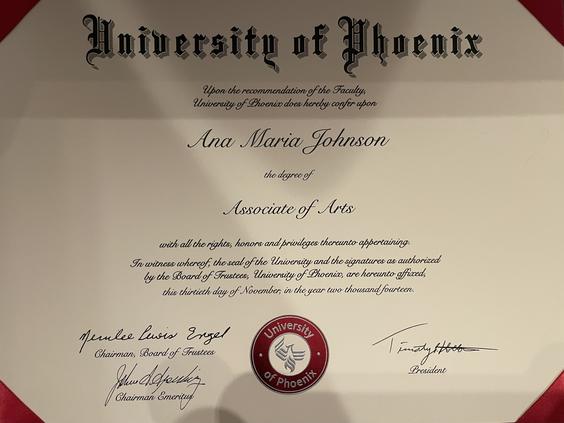 University of Phoenix
Upon the recommendation of the Faculty,
University of Phoenix does hereby confer upon
Ana Maria Johnson
the degree of
Associate of Arts
with all the rights, honors and privileges thereunto appertaining.
In witness whereof, the seal of the University and the signatures as authorized
by the Board of Trustees, University of Phoenix, are hereunto affixed,
this thirtieth day of November, in the year two thousand fourteen.
Chairman, Board of Trustees
Chairman Emeritus
University
of Phoenix
President